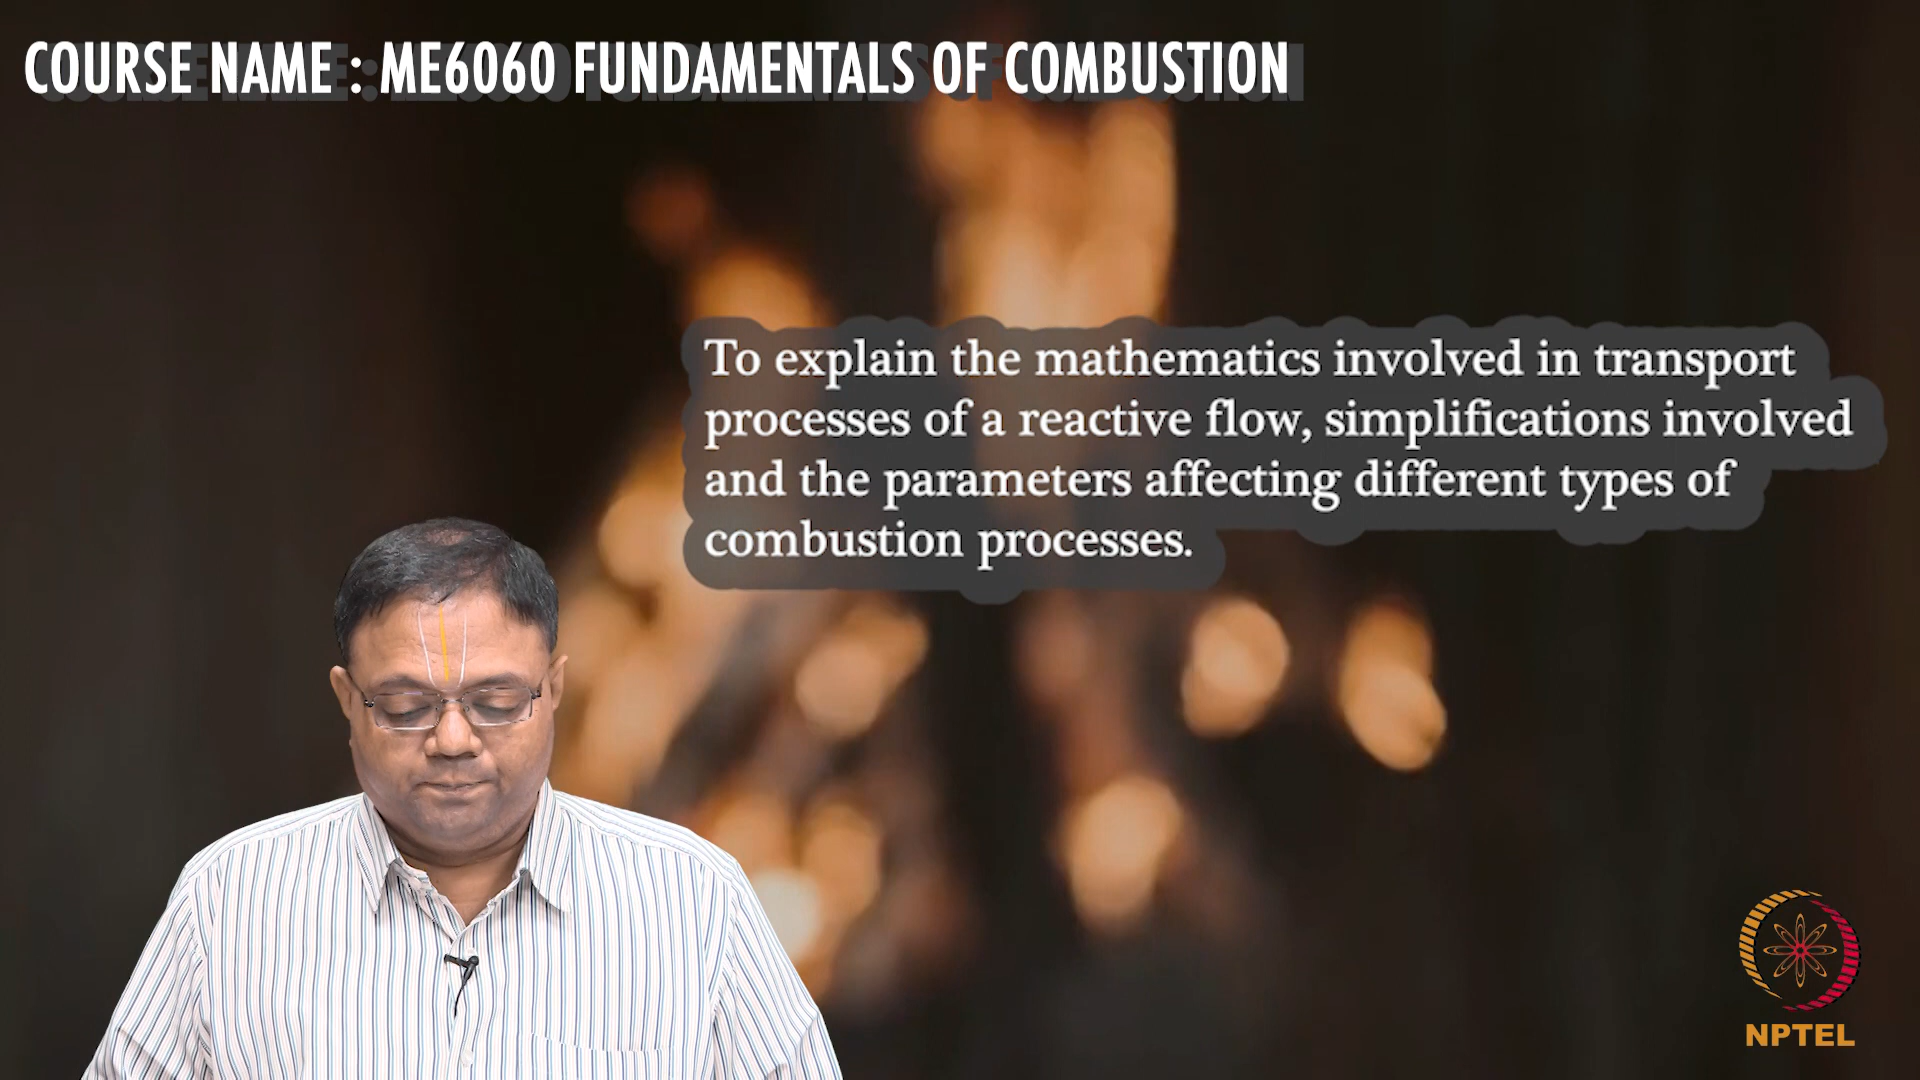 COURSE NAME : ME6060 FUNDAMENTALS OF COMBUSTION
To explain the mathematics involved in transport
processes of a reactive flow, simplifications involved
and the parameters affecting different types of
combustion processes.
NPTEL